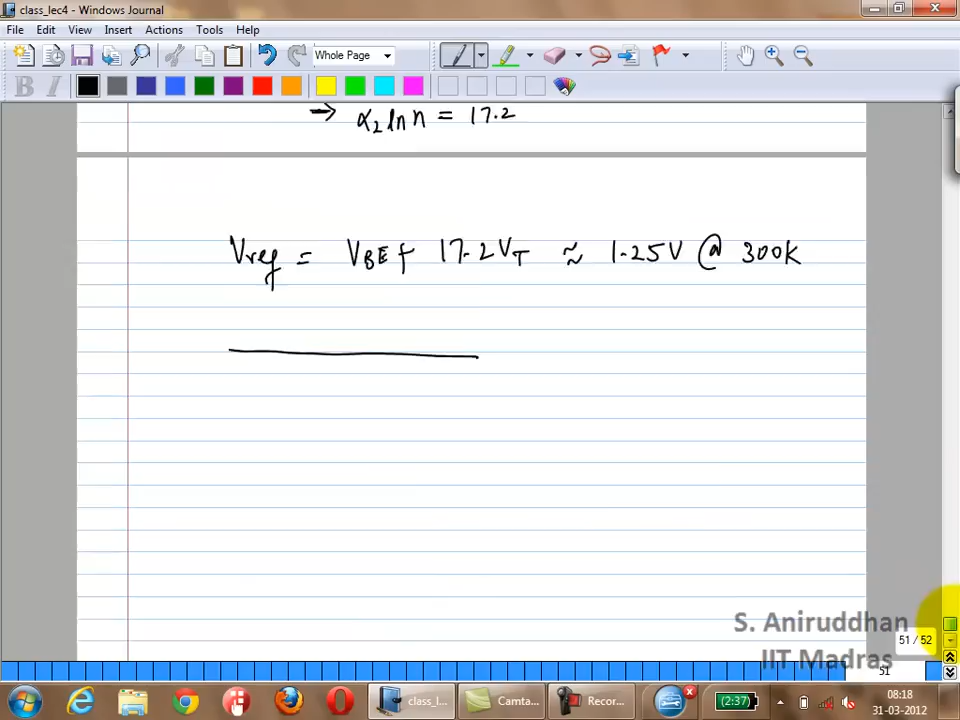 class_lec4 - Windows Journal
File Edit View Insert Actions Tools Help
Whole Page
B I
→ α₂ ln n = 17.2
Vref = VBE + 17.2 VT ≈ 1.25V @ 300K
S. Aniruddhan
IIT Madras
51 / 52
51
class_l... Camta... Recor... (2:37) 08:18
31-03-2012